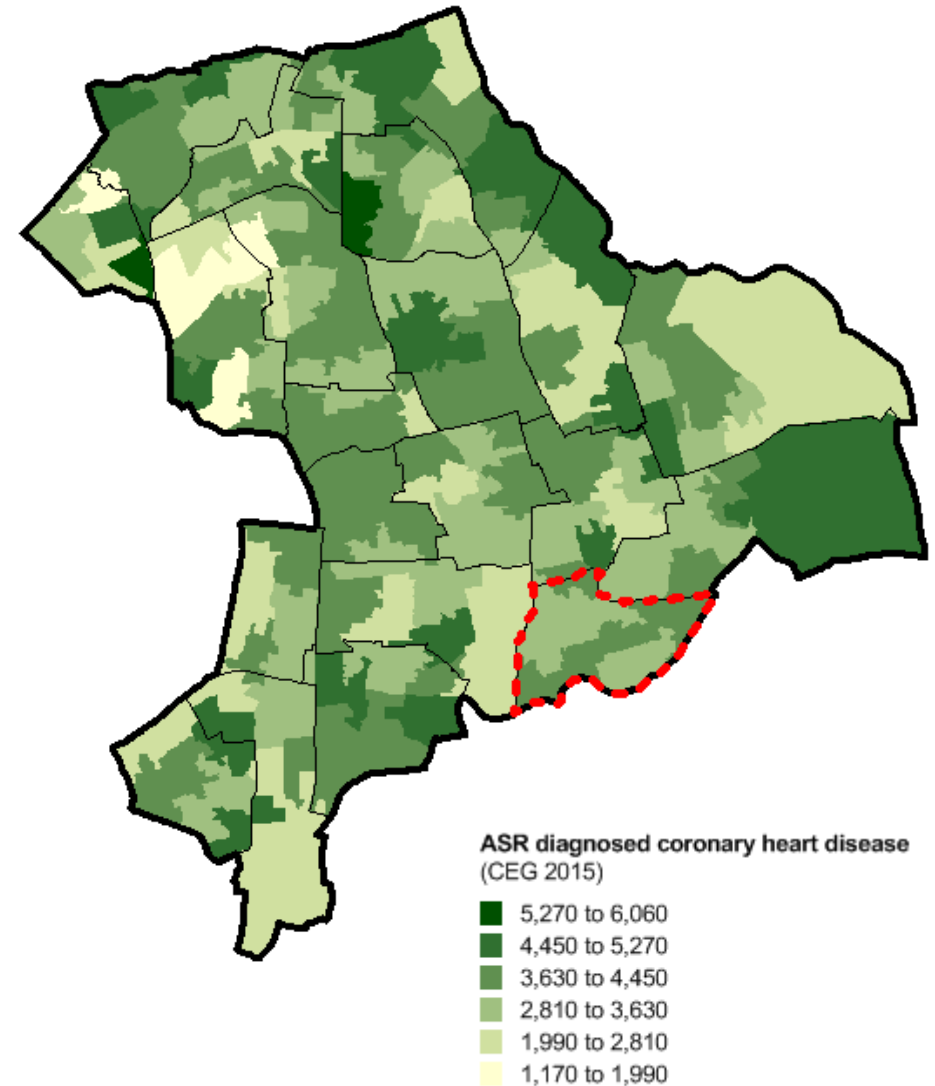 ASR diagnosed coronary heart disease
(CEG 2015)
5,270 to 6,060
4,450 to 5,270
3,630 to 4,450
2,810 to 3,630
1,990 to 2,810
1,170 to 1,990